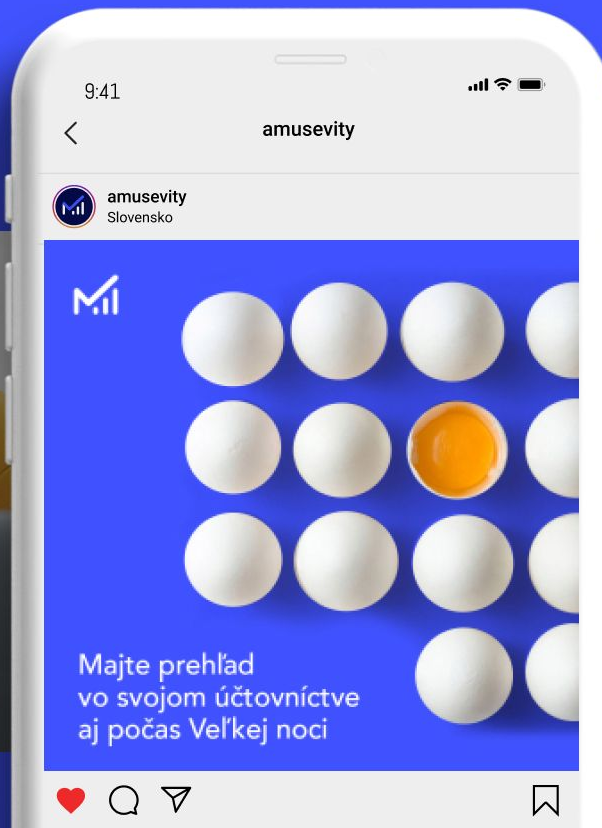 9:41
amusevity
amusevity
Slovensko
Majte prehľad
vo svojom účtovníctve
aj počas Veľkej noci